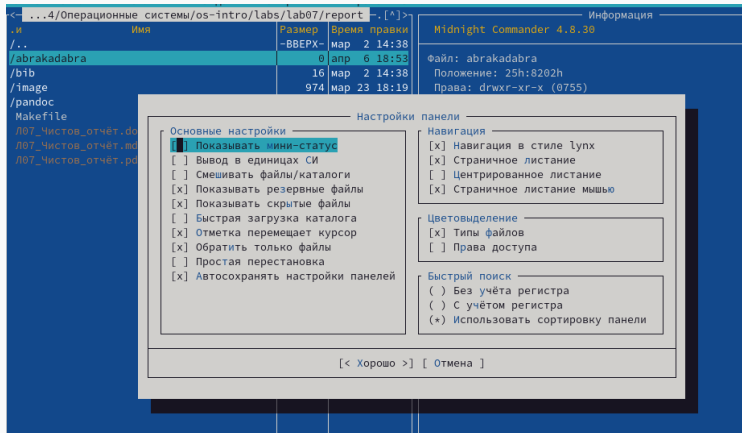 <— ...4/Операционные системы/os-intro/labs/lab07/report —.[^]>
.и Имя Размер Время правки
/.. -ВВЕРХ- мар 2 14:38
/abrakadabra 0 апр 6 18:53
/bib 16 мар 2 14:38
/image 974 мар 23 18:19
/pandoc
Makefile
Л07_Чистов_отчёт.do
Л07_Чистов_отчёт.md
Л07_Чистов_отчёт.pd
Информация
Midnight Commander 4.8.30
Файл: abrakadabra
Положение: 25h:8202h
Права: drwxr-xr-x (0755)
Настройки панели
Основные настройки
[ ] Показывать мини-статус
[ ] Вывод в единицах СИ
[ ] Смешивать файлы/каталоги
[x] Показывать резервные файлы
[x] Показывать скрытые файлы
[ ] Быстрая загрузка каталога
[x] Отметка перемещает курсор
[x] Обратить только файлы
[ ] Простая перестановка
[x] Автосохранять настройки панелей
Навигация
[x] Навигация в стиле lynx
[x] Страничное листание
[ ] Центрированное листание
[x] Страничное листание мышью
Цветовыделение
[x] Типы файлов
[ ] Права доступа
Быстрый поиск
( ) Без учёта регистра
( ) С учётом регистра
(*) Использовать сортировку панели
[< Хорошо >] [ Отмена ]